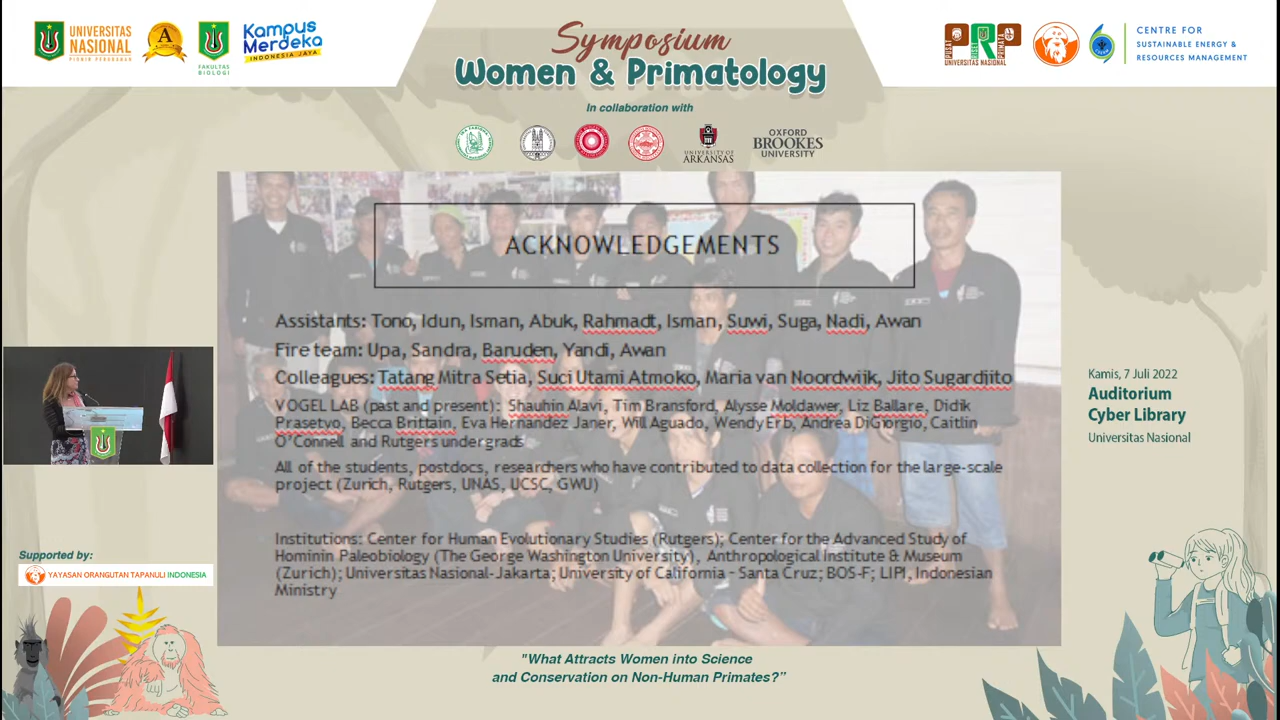 UNIVERSITAS
NASIONAL
PIONIR PERUBAHAN
A
FAKULTAS
BIOLOGI
Kampus
Merdeka
INDONESIA JAYA
Symposium
Women & Primatology
In collaboration with
UNIVERSITY OF
ARKANSAS
OXFORD
BROOKES
UNIVERSITY
PRP
UNIVERSITAS NASIONAL
CENTRE FOR
SUSTAINABLE ENERGY &
RESOURCES MANAGEMENT
ACKNOWLEDGEMENTS
Assistants: Tono, Idun, Isman, Abuk, Rahmadt, Isman, Suwi, Suga, Nadi, Awan
Fire team: Upa, Sandra, Baruden, Yandi, Awan
Colleagues: Tatang Mitra Setia, Suci Utami Atmoko, Maria van Noordwijk, Jito Sugardjito
VOGEL LAB (past and present): Shauhin Alavi, Tim Bransford, Alysse Moldawer, Liz Ballare, Didik
Prasetyo, Becca Brittain, Eva Hernandez Janer, Will Aguado, Wendy Erb, Andrea DiGiorgio, Caitlin
O'Connell and Rutgers undergrads
All of the students, postdocs, researchers who have contributed to data collection for the large-scale
project (Zurich, Rutgers, UNAS, UCSC, GWU)
Institutions: Center for Human Evolutionary Studies (Rutgers); Center for the Advanced Study of
Hominin Paleobiology (The George Washington University), Anthropological Institute & Museum
(Zurich); Universitas Nasional-Jakarta; University of California - Santa Cruz; BOS-F; LIPI, Indonesian
Ministry
Kamis, 7 Juli 2022
Auditorium
Cyber Library
Universitas Nasional
Supported by:
YAYASAN ORANGUTAN TAPANULI INDONESIA
"What Attracts Women into Science
and Conservation on Non-Human Primates?"